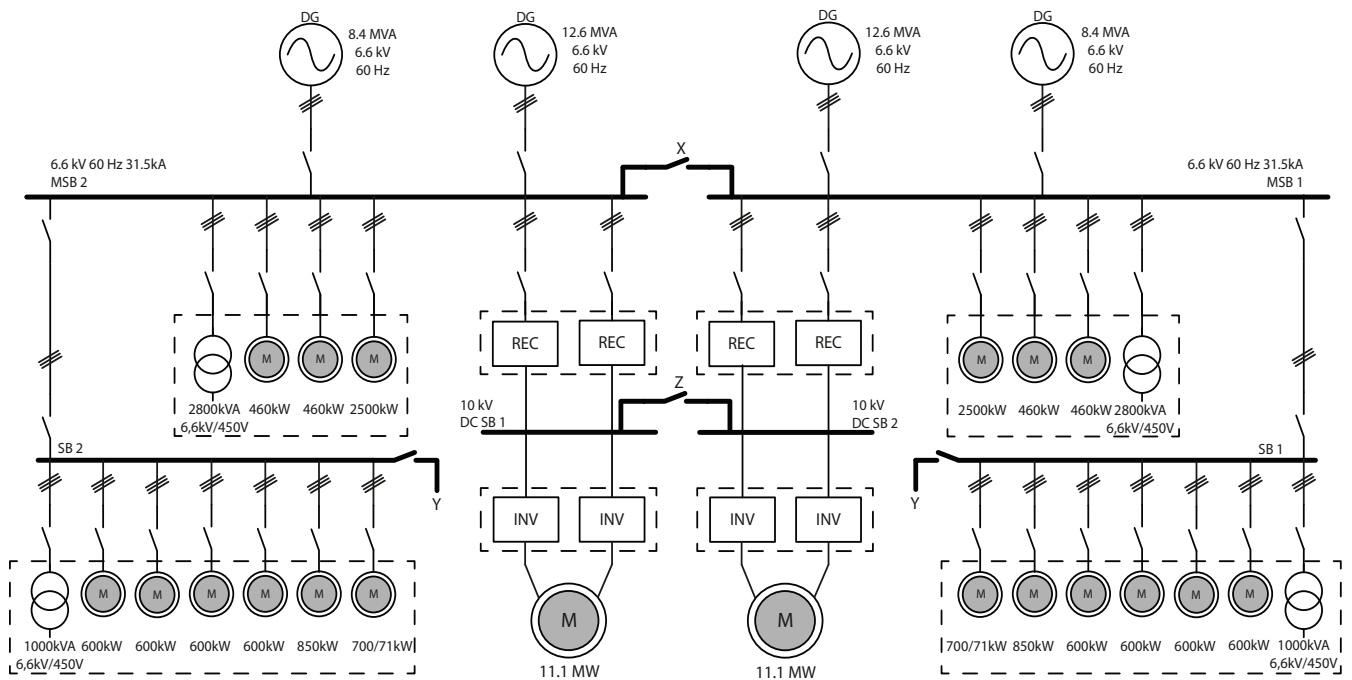 DG
8.4 MVA
6.6 kV
60 Hz
DG
12.6 MVA
6.6 kV
60 Hz
DG
12.6 MVA
6.6 kV
60 Hz
DG
8.4 MVA
6.6 kV
60 Hz
6.6 kV 60 Hz 31.5kA
MSB 2
X
6.6 kV 60 Hz 31.5kA
MSB 1
M
M
M
2800kVA
6,6kV/450V
460kW
460kW
2500kW
REC
REC
REC
REC
M
M
M
2500kW
460kW
460kW
2800kVA
6,6kV/450V
10 kV
DC SB 1
Z
10 kV
DC SB 2
SB 2
Y
Y
SB 1
INV
INV
INV
INV
M
M
M
M
M
M
1000kVA
6,6kV/450V
600kW
600kW
600kW
600kW
850kW
700/71kW
M
11.1 MW
M
11.1 MW
M
M
M
M
M
M
700/71kW
850kW
600kW
600kW
600kW
600kW
1000kVA
6,6kV/450V